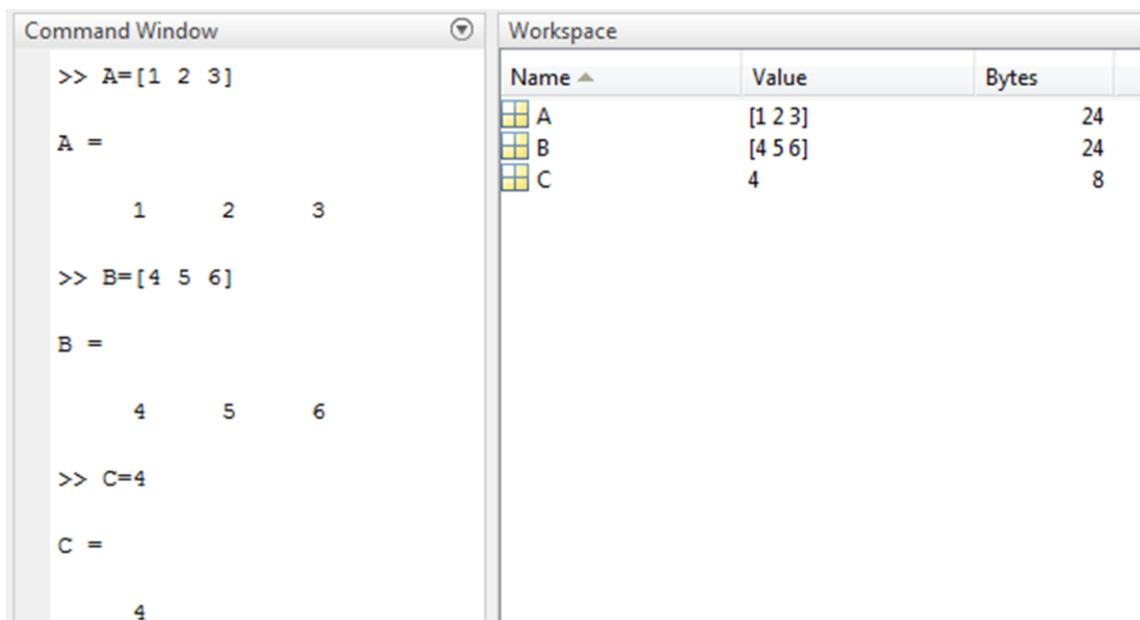 Command Window
>> A=[1 2 3]
A =
1 2 3
>> B=[4 5 6]
B =
4 5 6
>> C=4
C =
4
Workspace
Name Value Bytes
A [1 2 3] 24
B [4 5 6] 24
C 4 8